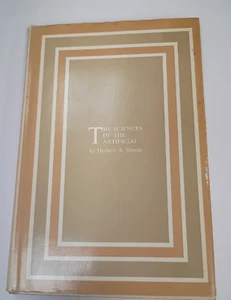 THE SCIENCES
OF THE
ARTIFICIAL
by Herbert A. Simon